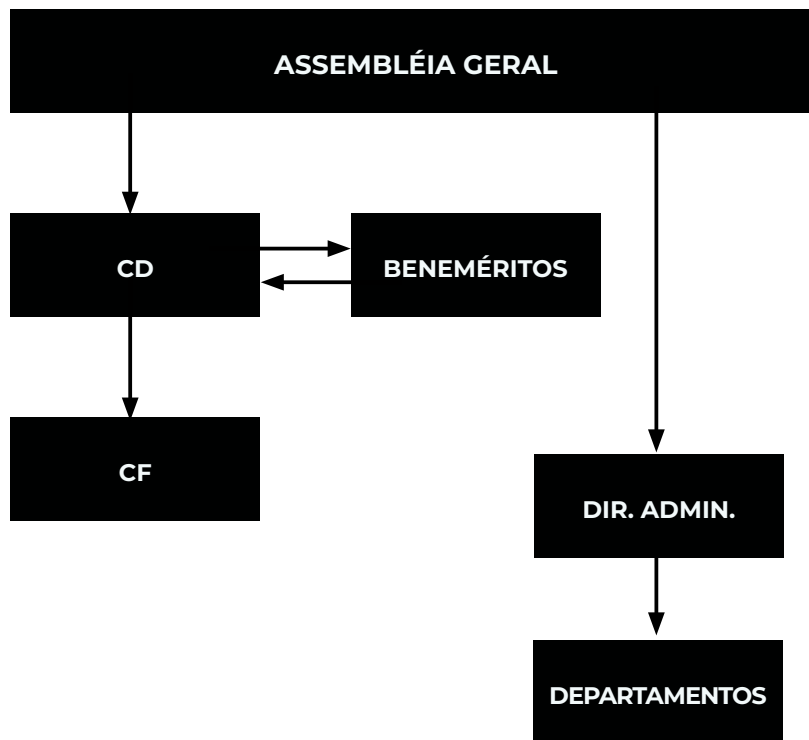 ASSEMBLÉIA GERAL
CD
BENEMÉRITOS
CF
DIR. ADMIN.
DEPARTAMENTOS